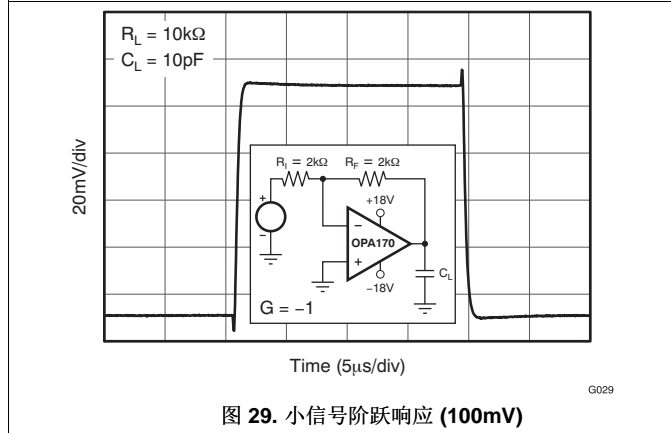 R_L = 10kΩ
C_L = 10pF
20mV/div
R_I = 2kΩ
R_F = 2kΩ
+
−
+18V
−
OPA170
+
−18V
C_L
G = −1
Time (5μs/div)
G029
图 29. 小信号阶跃响应 (100mV)